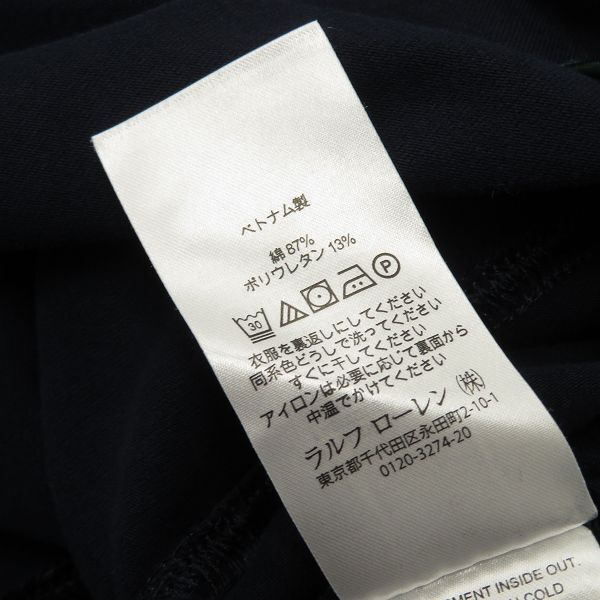 ベトナム製
綿 87%
ポリウレタン 13%
30 P
衣服を裏返しにしてください
同系色どうしで洗ってください
すぐに干してください
アイロンは必要に応じて裏面から
中温でかけてください
ラルフ ローレン (株)
東京都千代田区永田町2-10-1
0120-3274-20
MENT INSIDE OUT.
COLD